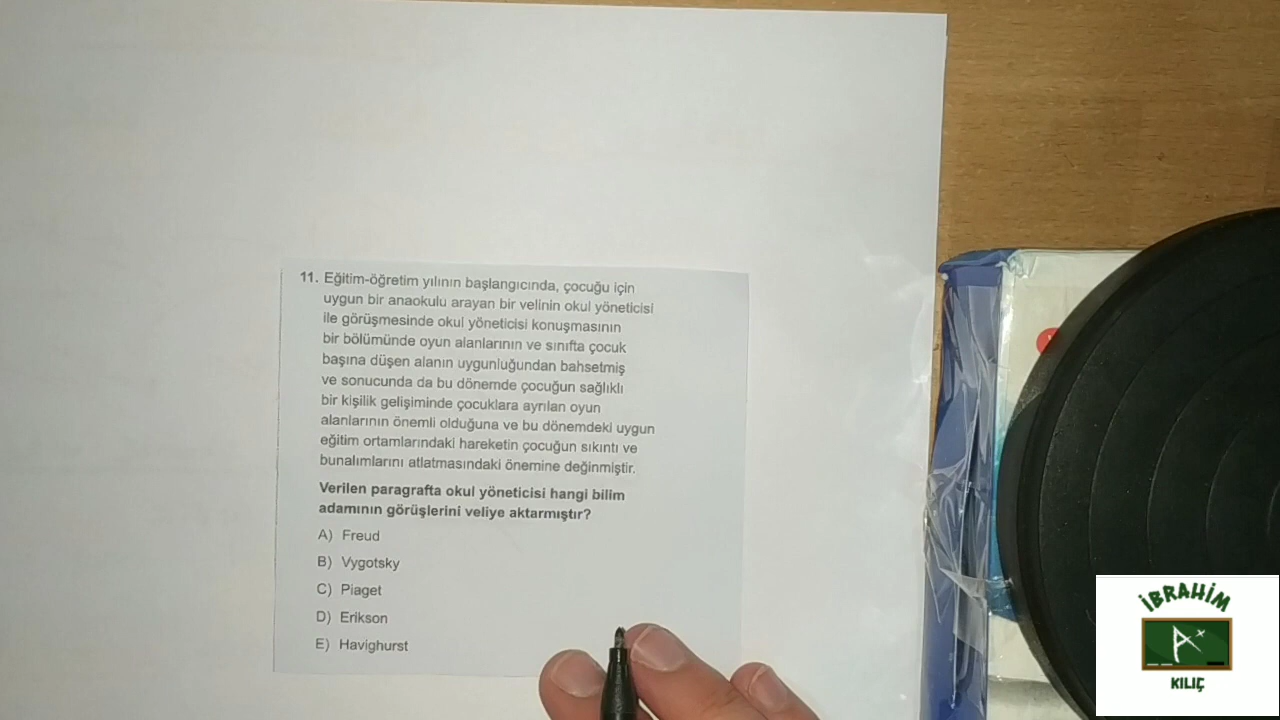 11. Eğitim-öğretim yılının başlangıcında, çocuğu için
uygun bir anaokulu arayan bir velinin okul yöneticisi
ile görüşmesinde okul yöneticisi konuşmasının
bir bölümünde oyun alanlarının ve sınıfta çocuk
başına düşen alanın uygunluğundan bahsetmiş
ve sonucunda da bu dönemde çocuğun sağlıklı
bir kişilik gelişiminde çocuklara ayrılan oyun
alanlarının önemli olduğuna ve bu dönemdeki uygun
eğitim ortamlarındaki hareketin çocuğun sıkıntı ve
bunalımlarını atlatmasındaki önemine değinmiştir.
Verilen paragrafta okul yöneticisi hangi bilim
adamının görüşlerini veliye aktarmıştır?
A) Freud
B) Vygotsky
C) Piaget
D) Erikson
E) Havighurst
İBRAHİM
A+
KILIÇ